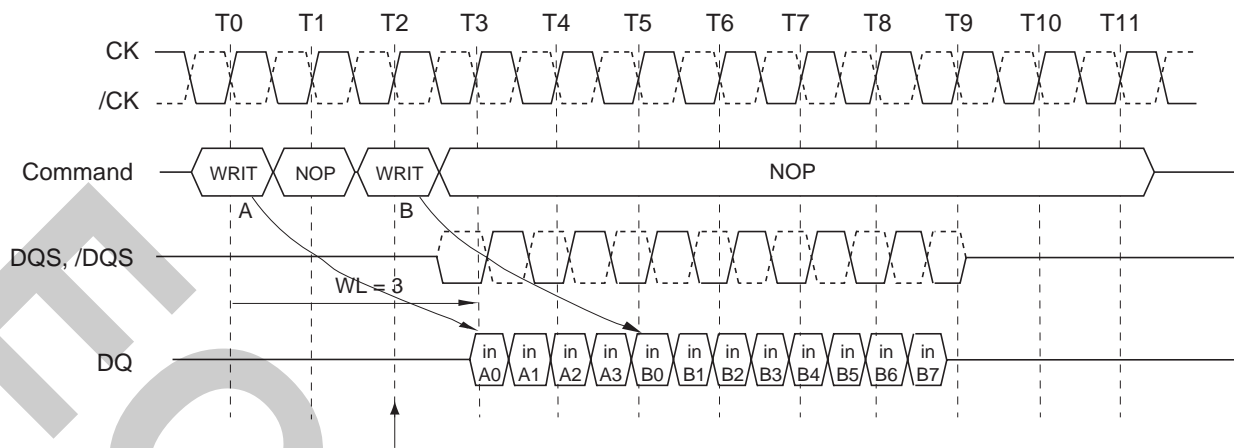 T0 T1 T2 T3 T4 T5 T6 T7 T8 T9 T10 T11
CK
/CK
Command WRIT NOP WRIT NOP
A B
DQS, /DQS
WL = 3
DQ in in in in in in in in in in in in
A0 A1 A2 A3 B0 B1 B2 B3 B4 B5 B6 B7